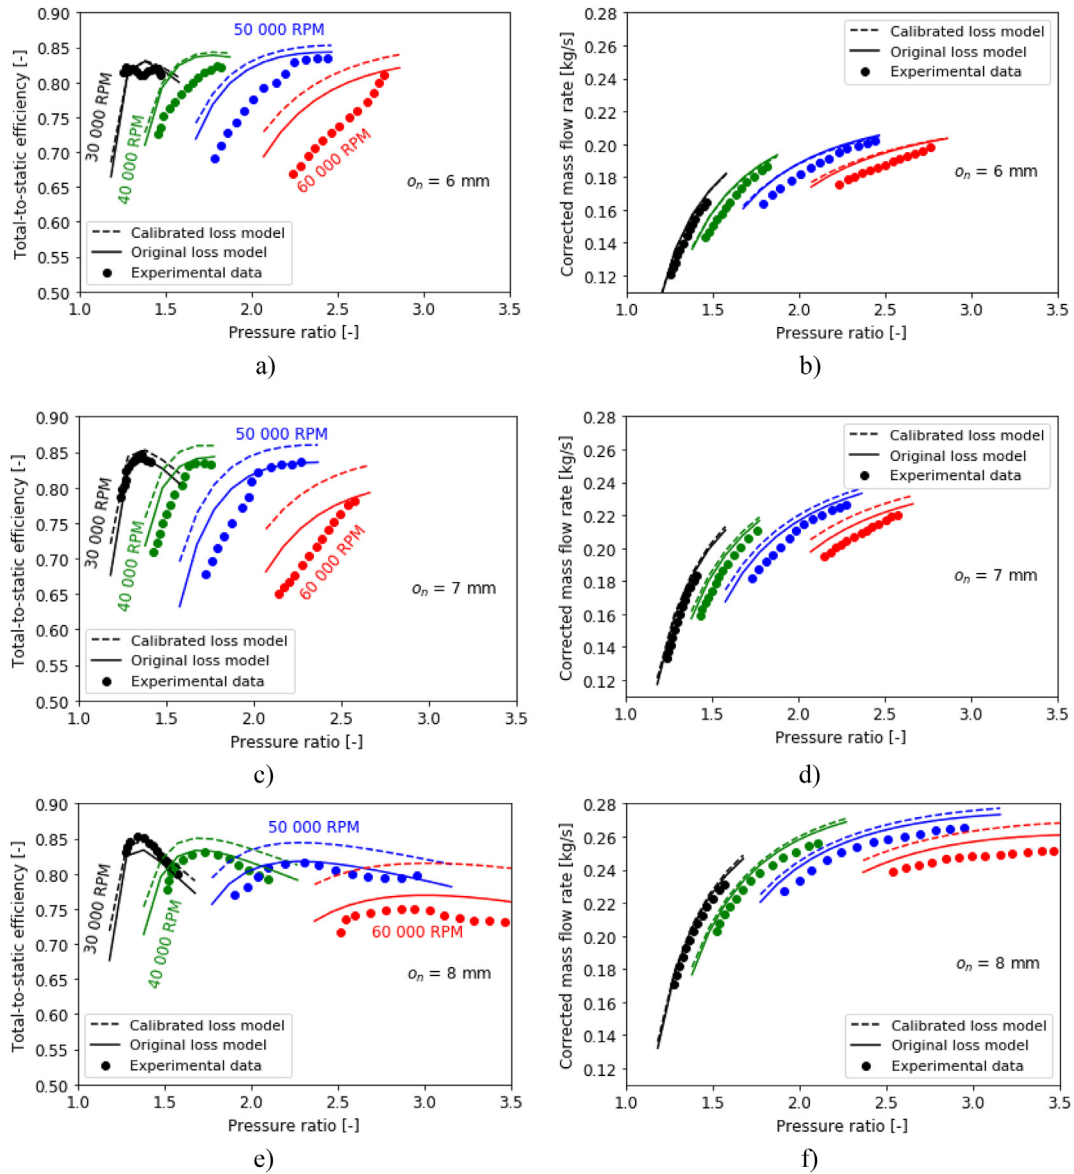 0.90
0.85
0.80
0.75
0.70
0.65
0.60
0.55
0.50
Total-to-static efficiency [-]
30 000 RPM
40 000 RPM
50 000 RPM
60 000 RPM
oₙ = 6 mm
Calibrated loss model
Original loss model
Experimental data
1.0 1.5 2.0 2.5 3.0 3.5
Pressure ratio [-]
a)
0.28
0.26
0.24
0.22
0.20
0.18
0.16
0.14
0.12
Corrected mass flow rate [kg/s]
Calibrated loss model
Original loss model
Experimental data
oₙ = 6 mm
1.0 1.5 2.0 2.5 3.0 3.5
Pressure ratio [-]
b)
0.90
0.85
0.80
0.75
0.70
0.65
0.60
0.55
0.50
Total-to-static efficiency [-]
30 000 RPM
40 000 RPM
50 000 RPM
60 000 RPM
oₙ = 7 mm
Calibrated loss model
Original loss model
Experimental data
1.0 1.5 2.0 2.5 3.0 3.5
Pressure ratio [-]
c)
0.28
0.26
0.24
0.22
0.20
0.18
0.16
0.14
0.12
Corrected mass flow rate [kg/s]
Calibrated loss model
Original loss model
Experimental data
oₙ = 7 mm
1.0 1.5 2.0 2.5 3.0 3.5
Pressure ratio [-]
d)
0.90
0.85
0.80
0.75
0.70
0.65
0.60
0.55
0.50
Total-to-static efficiency [-]
30 000 RPM
40 000 RPM
50 000 RPM
60 000 RPM
oₙ = 8 mm
Calibrated loss model
Original loss model
Experimental data
1.0 1.5 2.0 2.5 3.0 3.5
Pressure ratio [-]
e)
0.28
0.26
0.24
0.22
0.20
0.18
0.16
0.14
0.12
Corrected mass flow rate [kg/s]
oₙ = 8 mm
Calibrated loss model
Original loss model
Experimental data
1.0 1.5 2.0 2.5 3.0 3.5
Pressure ratio [-]
f)